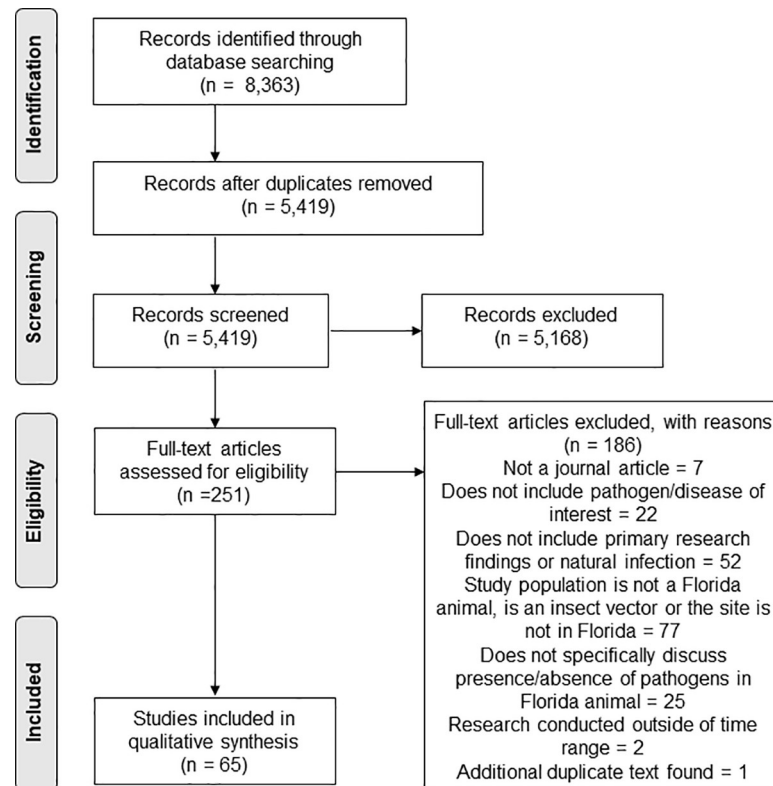 Identification
Records identified through
database searching
(n = 8,363)
Records after duplicates removed
(n = 5,419)
Screening
Records screened
(n = 5,419)
Records excluded
(n = 5,168)
Eligibility
Full-text articles
assessed for eligibility
(n =251)
Full-text articles excluded, with reasons
(n = 186)
Not a journal article = 7
Does not include pathogen/disease of
interest = 22
Does not include primary research
findings or natural infection = 52
Study population is not a Florida
animal, is an insect vector or the site is
not in Florida = 77
Does not specifically discuss
presence/absence of pathogens in
Florida animal = 25
Research conducted outside of time
range = 2
Additional duplicate text found = 1
Included
Studies included in
qualitative synthesis
(n = 65)